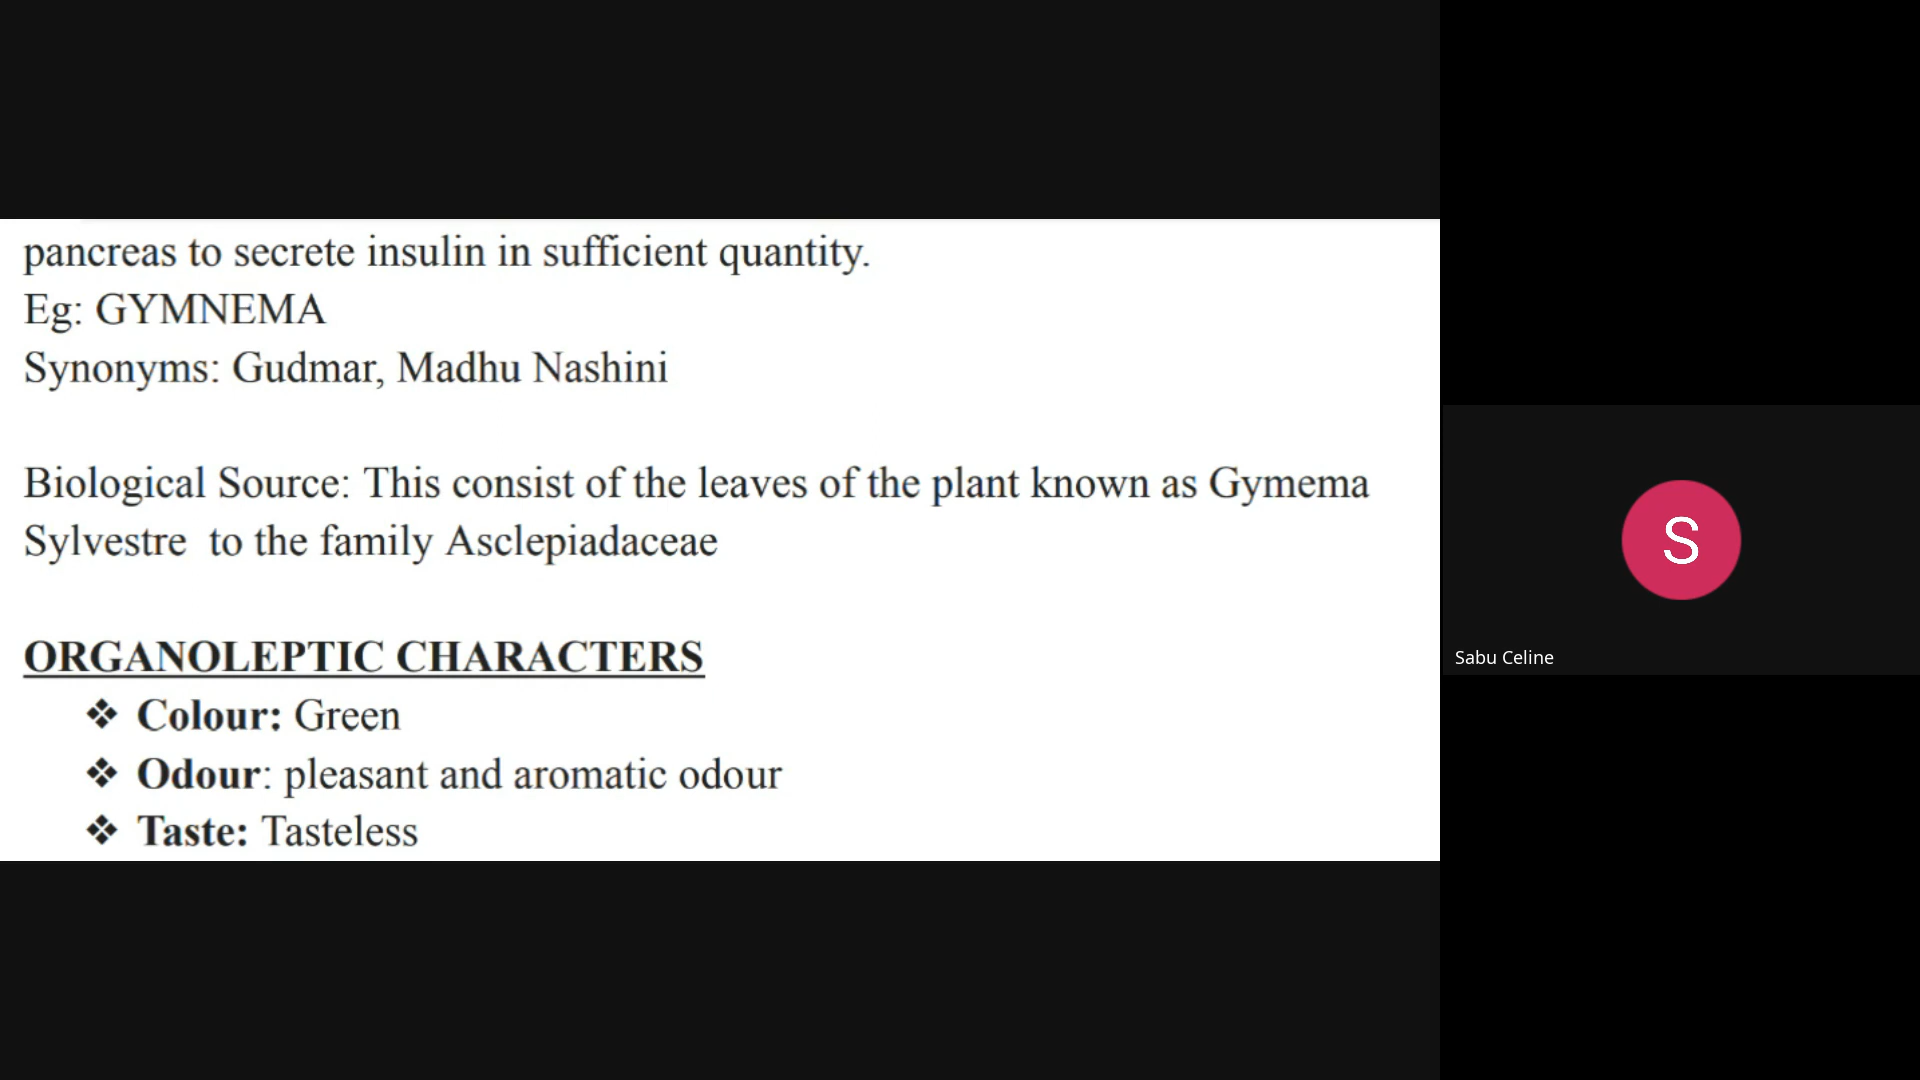 pancreas to secrete insulin in sufficient quantity.
Eg: GYMNEMA
Synonyms: Gudmar, Madhu Nashini
Biological Source: This consist of the leaves of the plant known as Gymema
Sylvestre  to the family Asclepiadaceae
ORGANOLEPTIC CHARACTERS
❖ Colour: Green
❖ Odour: pleasant and aromatic odour
❖ Taste: Tasteless
S
Sabu Celine